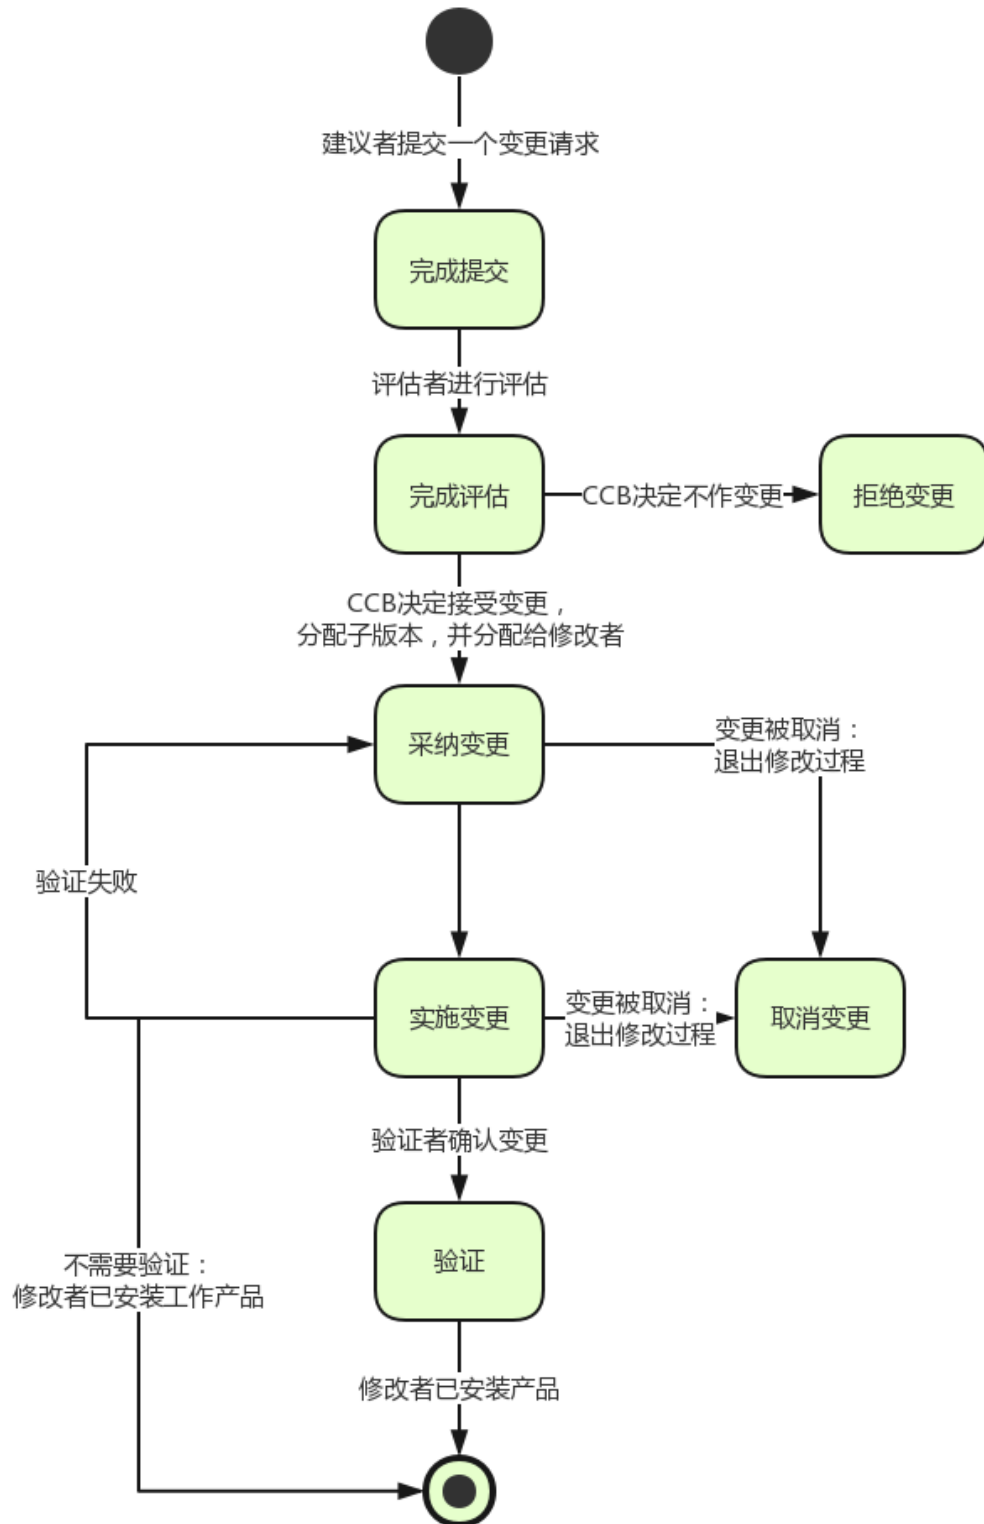 建议者提交一个变更请求
完成提交
评估者进行评估
完成评估
CCB决定不作变更
拒绝变更
CCB决定接受变更，
分配子版本，并分配给修改者
采纳变更
变更被取消：
退出修改过程
验证失败
实施变更
变更被取消：
退出修改过程
取消变更
验证者确认变更
验证
不需要验证：
修改者已安装工作产品
修改者已安装产品